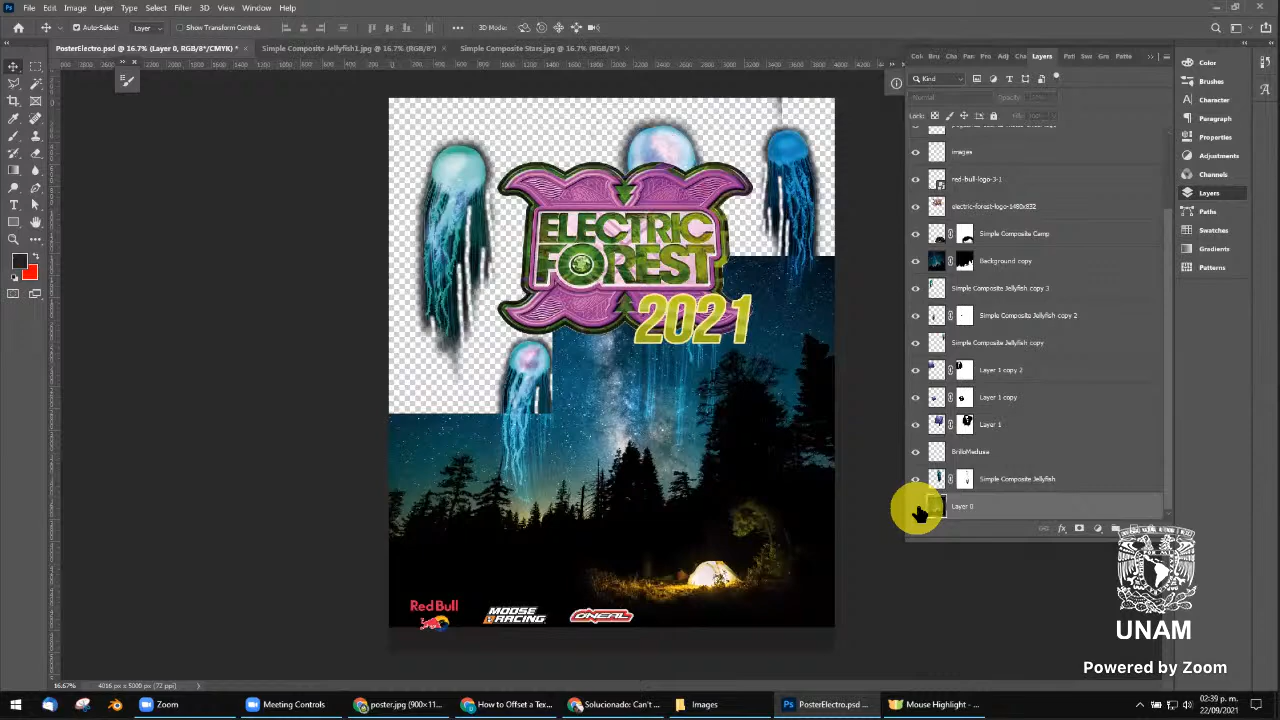 File Edit Image Layer Type Select Filter 3D View Window Help
Auto-Select: Layer Show Transform Controls 3D Mode:
PosterElectro.psd @ 16.7% (Layer 0, RGB/8*/CMYK) * Simple Composite Jellyfish1.jpg @ 16.7% (RGB/8*) Simple Composite Stars.jpg @ 16.7% (RGB/8*)
Layers
Kind
Normal Opacity:
Lock: Fill:
images
red-bull-logo-3-1
electric-forest-logo-1480x832
Simple Composite Camp
Background copy
Simple Composite Jellyfish copy 3
Simple Composite Jellyfish copy 2
Simple Composite Jellyfish copy
Layer 1 copy 2
Layer 1 copy
Layer 1
BrilloMedusa
Simple Composite Jellyfish
Layer 0
Color
Brushes
Character
Paragraph
Properties
Adjustments
Channels
Layers
Paths
Swatches
Gradients
Patterns
ELECTRIC
FOREST
2021
Red Bull
MOOSE
RACING
ONEAL
UNAM
Powered by Zoom
16.67% 4016 px x 5000 px (72 ppi)
Zoom Meeting Controls poster.jpg (900×11... How to Offset a Tex... Solucionado: Can't ... Images PosterElectro.psd ... Mouse Highlight - ...
02:39 p. m.
22/09/2021